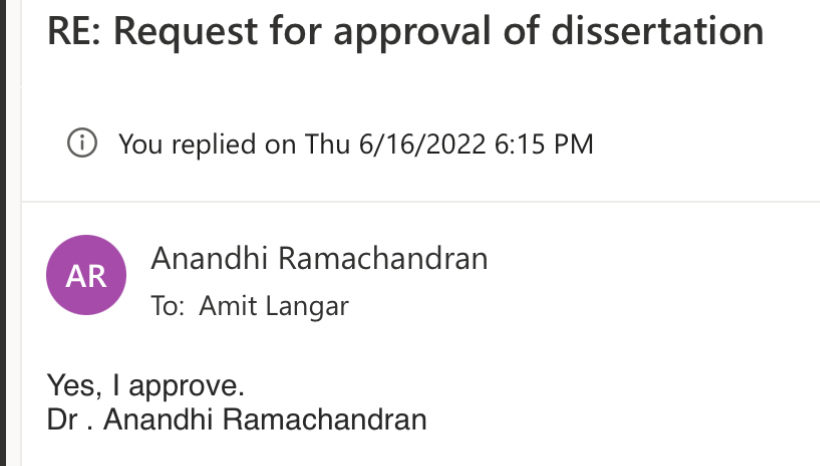 RE: Request for approval of dissertation
You replied on Thu 6/16/2022 6:15 PM
AR
Anandhi Ramachandran
To: Amit Langar
Yes, I approve.
Dr . Anandhi Ramachandran